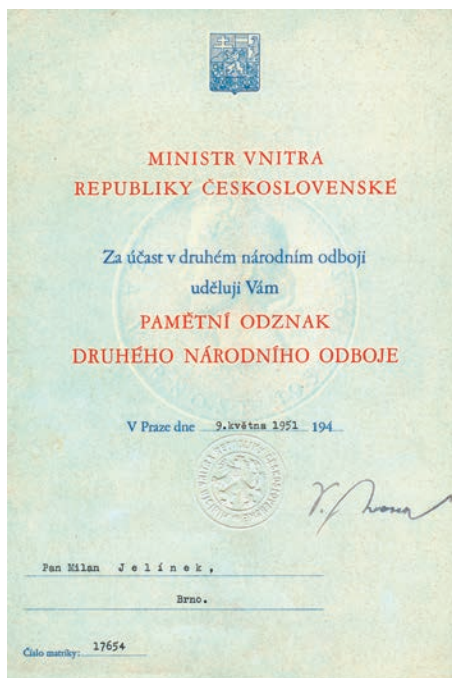 MINISTR VNITRA
REPUBLIKY ČESKOSLOVENSKÉ
Za účast v druhém národním odboji
uděluji Vám
PAMĚTNÍ ODZNAK
DRUHÉHO NÁRODNÍHO ODBOJE
V Praze dne 9.května 1951 194
Pan Milan J e l í n e k ,
Brno.
Číslo matriky: 17654